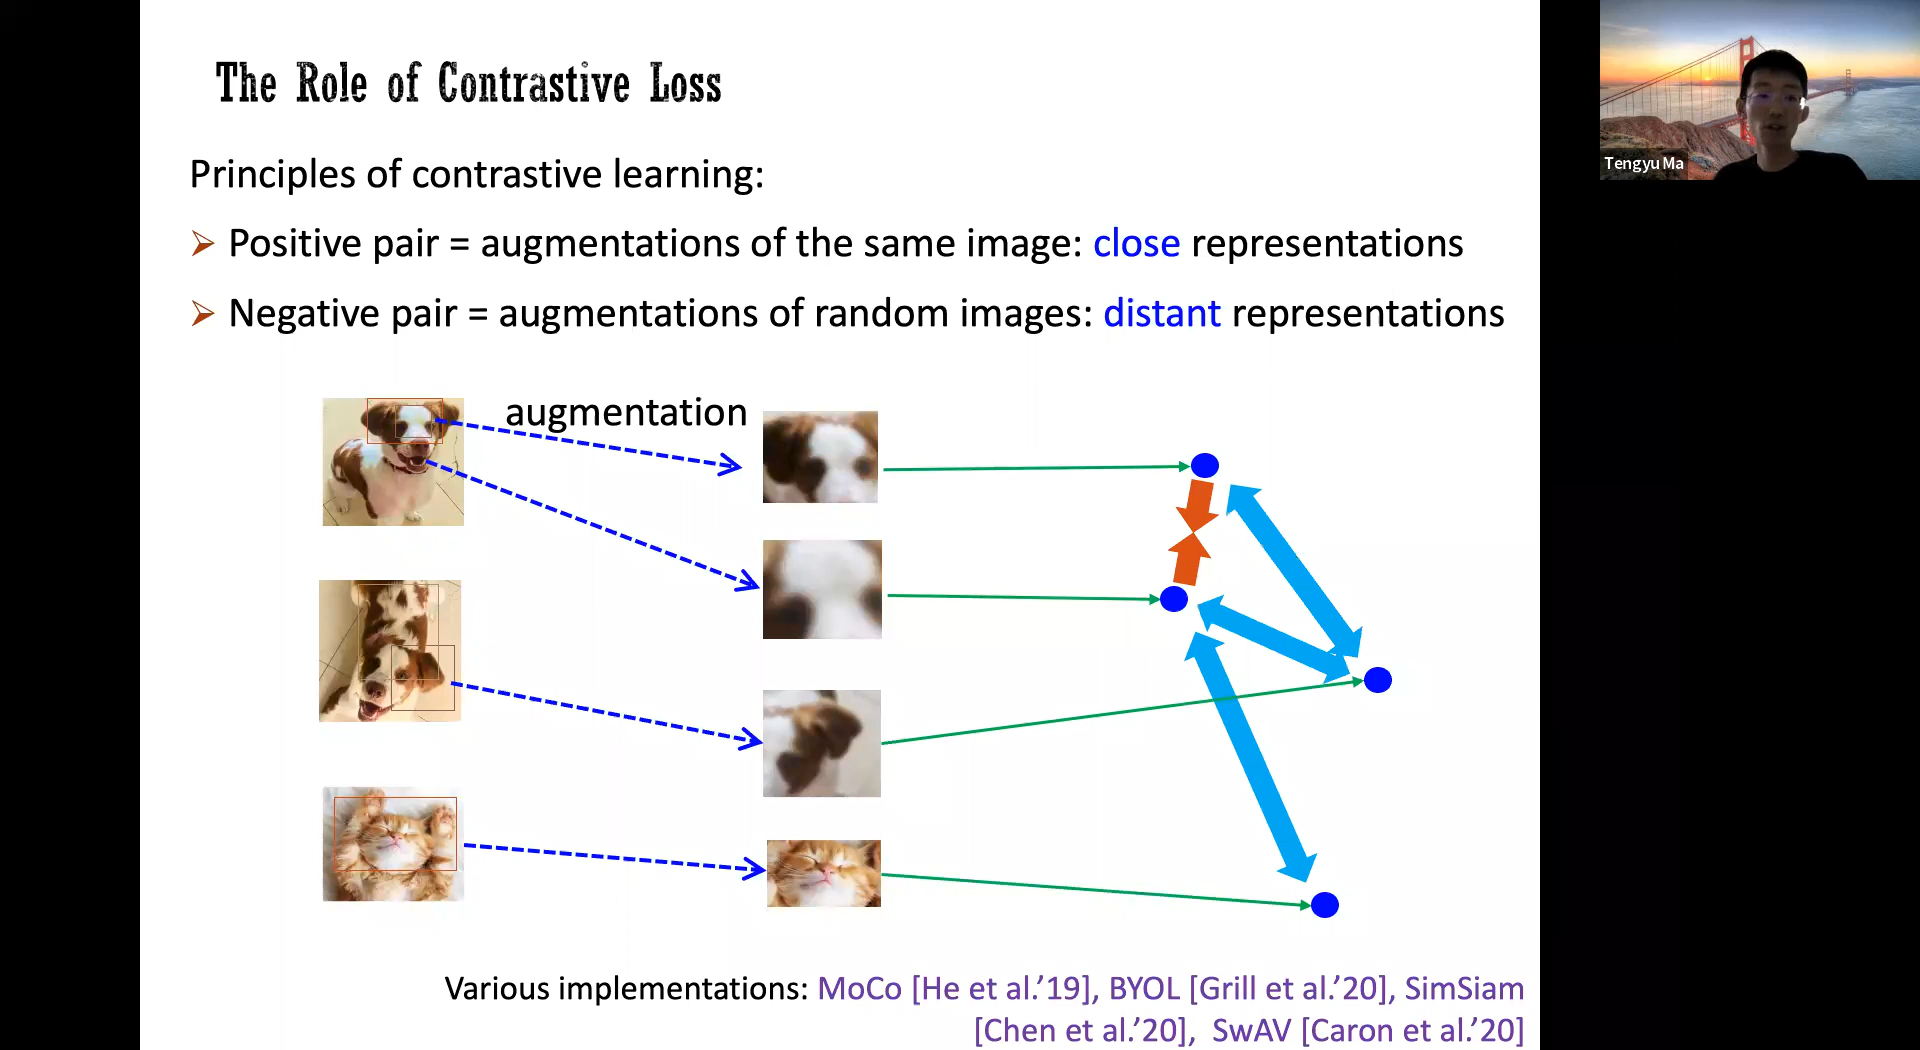 The Role of Contrastive Loss
Tengyu Ma
Principles of contrastive learning:
Positive pair = augmentations of the same image: close representations
Negative pair = augmentations of random images: distant representations
augmentation
Various implementations: MoCo [He et al.’19], BYOL [Grill et al.’20], SimSiam
[Chen et al.’20], SwAV [Caron et al.’20]